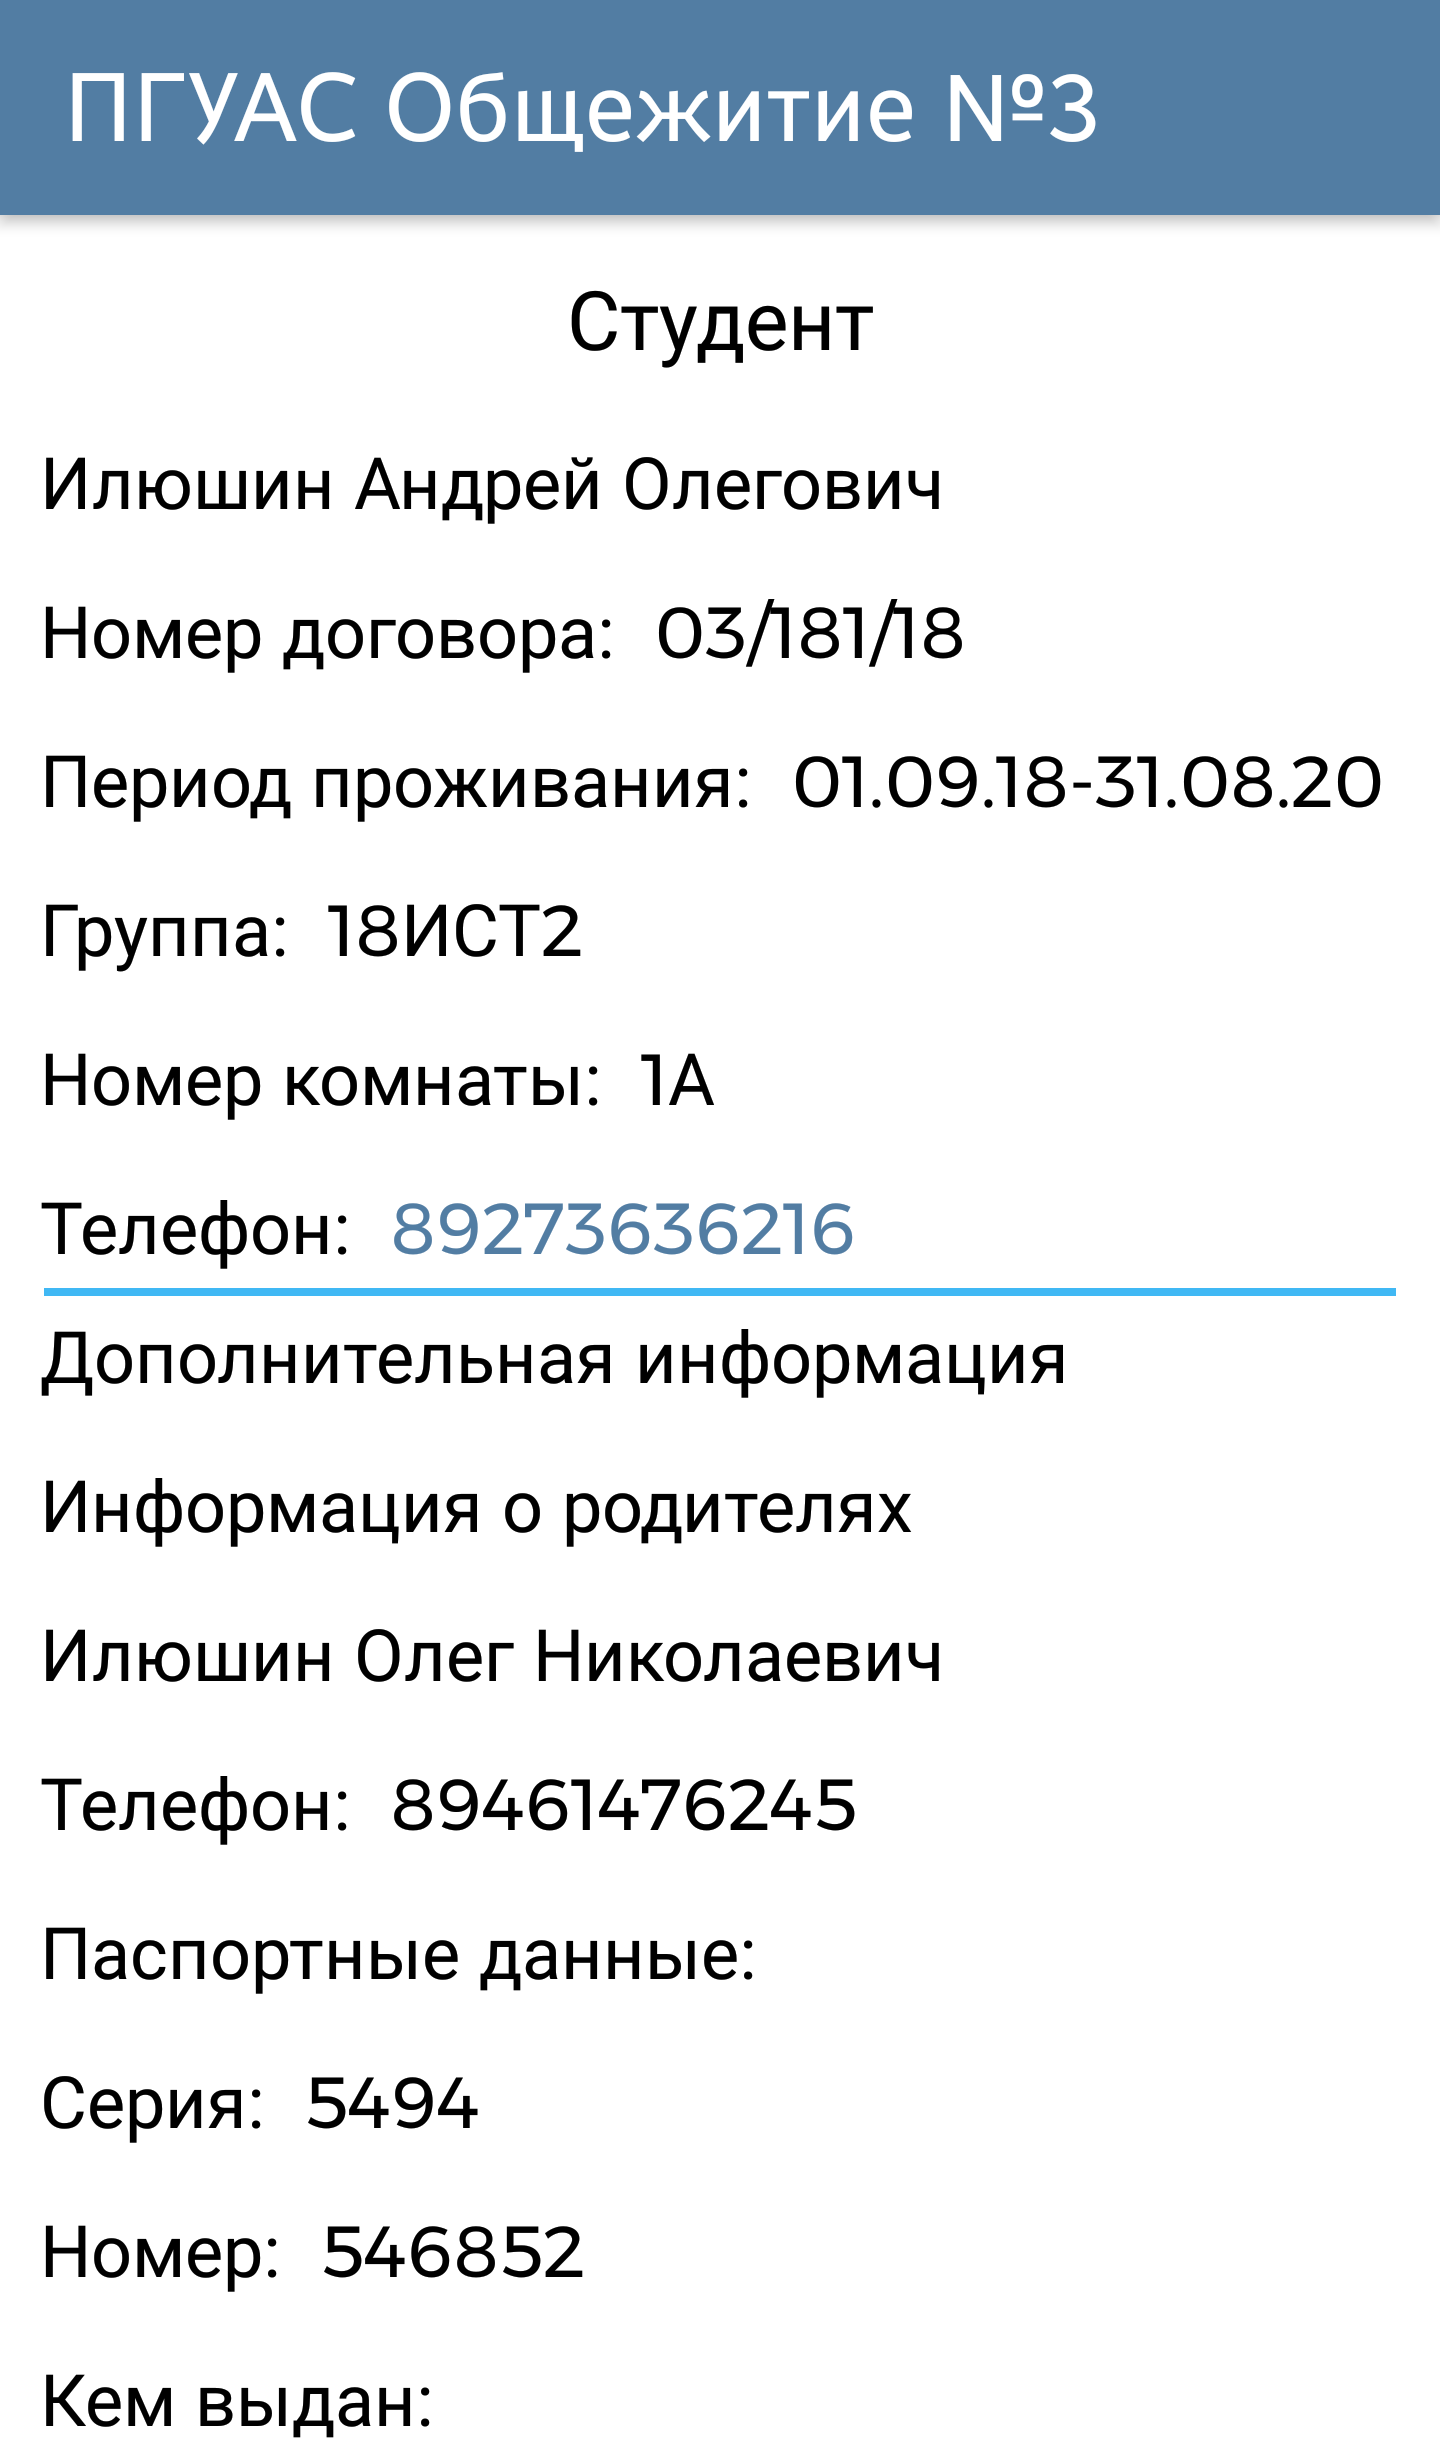 ПГУАС Общежитие №3
Студент
Илюшин Андрей Олегович
Номер договора: 03/181/18
Период проживания: 01.09.18-31.08.20
Группа: 18ИСТ2
Номер комнаты: 1А
Телефон: 89273636216
Дополнительная информация
Информация о родителях
Илюшин Олег Николаевич
Телефон: 89461476245
Паспортные данные:
Серия: 5494
Номер: 546852
Кем выдан: